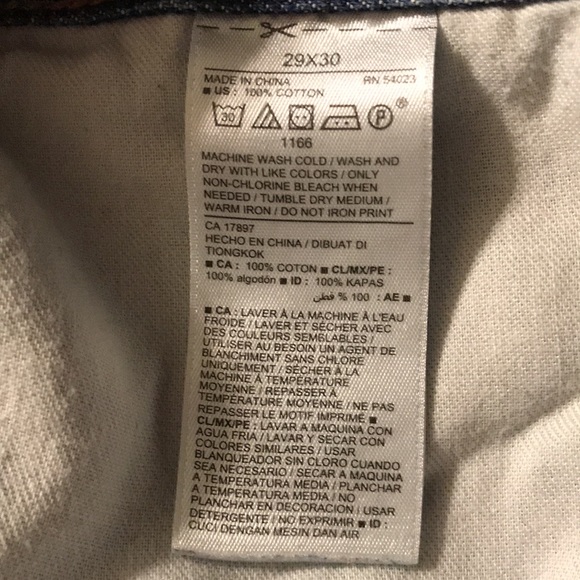 29X30
MADE IN CHINA RN 54023
■ US : 100% COTTON
30 P ®
1166
MACHINE WASH COLD / WASH AND
DRY WITH LIKE COLORS / ONLY
NON-CHLORINE BLEACH WHEN
NEEDED / TUMBLE DRY MEDIUM /
WARM IRON / DO NOT IRON PRINT
CA 17897
HECHO EN CHINA / DIBUAT DI
TIONGKOK
■ CA : 100% COTON ■ CL/MX/PE :
100% algodón ■ ID : 100% KAPAS
■ AE : 100 % قطن
■ CA : LAVER À LA MACHINE À L'EAU
FROIDE / LAVER ET SÉCHER AVEC
DES COULEURS SEMBLABLES /
UTILISER AU BESOIN UN AGENT DE
BLANCHIMENT SANS CHLORE
UNIQUEMENT / SÉCHER À LA
MACHINE À TEMPÉRATURE
MOYENNE / REPASSER À
TEMPÉRATURE MOYENNE / NE PAS
REPASSER LE MOTIF IMPRIMÉ ■
CL/MX/PE : LAVAR A MAQUINA CON
AGUA FRIA / LAVAR Y SECAR CON
COLORES SIMILARES / USAR
BLANQUEADOR SIN CLORO CUANDO
SEA NECESARIO / SECAR A MAQUINA
A TEMPERATURA MEDIA / PLANCHAR
A TEMPERATURA MEDIA / NO
PLANCHAR EN DECORACION / USAR
DETERGENTE / NO EXPRIMIR ■ ID :
CUCI DENGAN MESIN DAN AIR